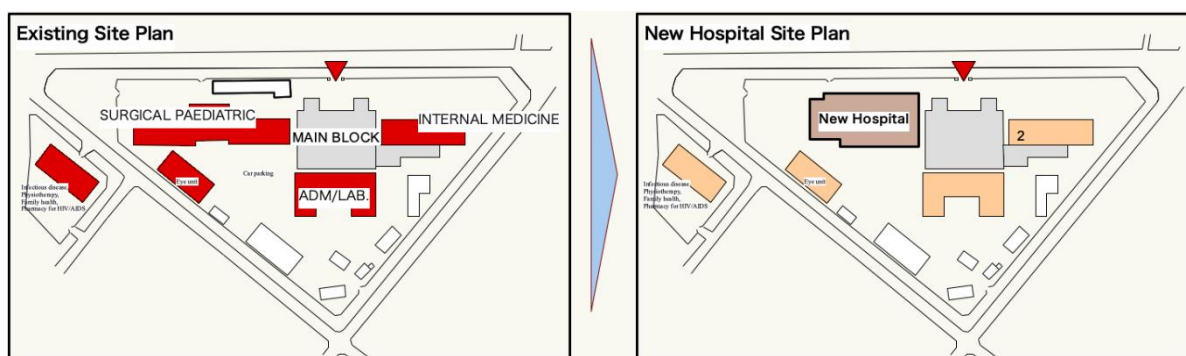 Existing Site Plan
SURGICAL PAEDIATRIC
INTERNAL MEDICINE
MAIN BLOCK
Car parking
Eye unit
Infectious disease,
Physiotherapy,
Family health,
Pharmacy for HIV/AIDS
ADM/LAB.
New Hospital Site Plan
New Hospital
2
Eye unit
Infectious disease,
Physiotherapy,
Family health,
Pharmacy for HIV/AIDS